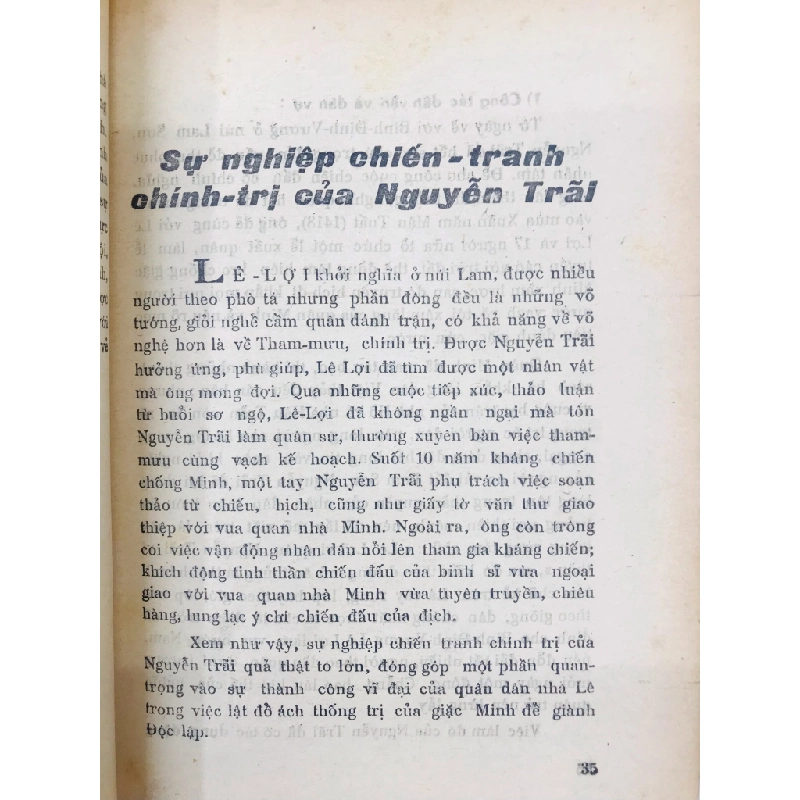 Sự nghiệp chiến-tranh
chính-trị của Nguyễn Trãi
LÊ-LỢI khởi nghĩa ở núi Lam, được nhiều
người theo phò tá nhưng phần đông đều là những võ
tướng, giỏi nghề cầm quân đánh trận, có khả năng về võ
nghệ hơn là về Tham-mưu, chính trị. Được Nguyễn Trãi
hưởng ứng, phù giúp, Lê Lợi đã tìm được một nhân vật
mà ông mong đợi. Qua những cuộc tiếp xúc, thảo luận
từ buổi sơ ngộ, Lê-Lợi đã không ngần ngại mà tôn
Nguyễn Trãi làm quân sư, thường xuyên bàn việc tham-
mưu cùng vạch kế hoạch. Suốt 10 năm kháng chiến
chống Minh, một tay Nguyễn Trãi phụ trách việc soạn
thảo từ chiếu, hịch, cũng như giấy tờ văn thư giao
thiệp với vua quan nhà Minh. Ngoài ra, ông còn trông
coi việc vận động nhân dân nổi lên tham gia kháng chiến;
khích động tinh thần chiến đấu của binh sĩ vừa ngoại
giao với vua quan nhà Minh vừa tuyên truyền, chiêu
hàng, lung lạc ý chí chiến đấu của địch.
Xem như vậy, sự nghiệp chiến tranh chính trị của
Nguyễn Trãi quả thật to lớn, đóng góp một phần quan-
trọng vào sự thành công vĩ đại của quân dân nhà Lê
trong việc lật đổ ách thống trị của giặc Minh để giành
Độc lập.
35